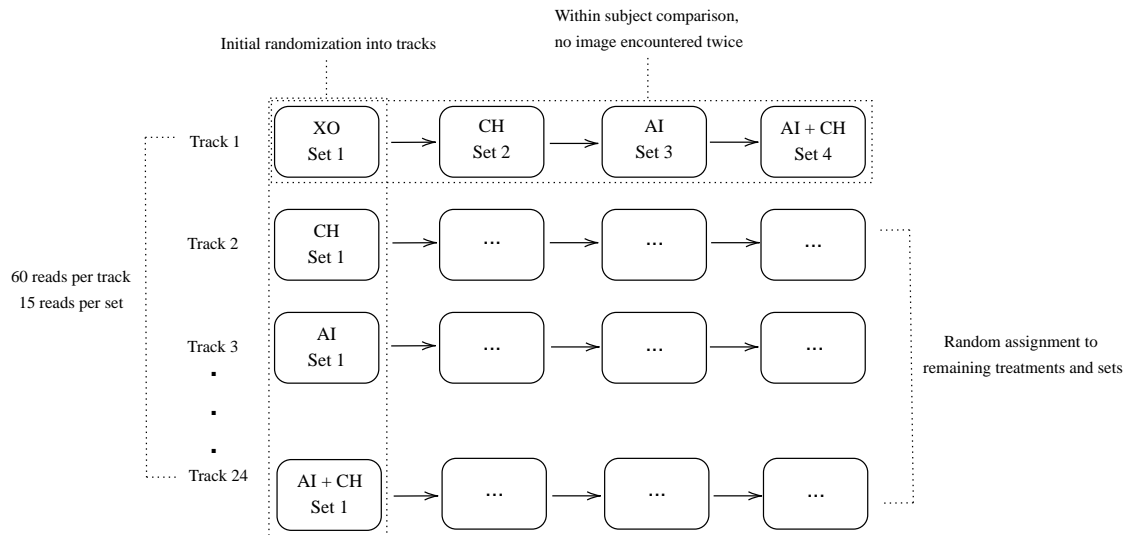 Within subject comparison,
no image encountered twice
Initial randomization into tracks
Track 1
XO
Set 1
CH
Set 2
AI
Set 3
AI + CH
Set 4
Track 2
CH
Set 1
...
...
...
60 reads per track
15 reads per set
Track 3
AI
Set 1
...
...
...
Random assignment to
remaining treatments and sets
Track 24
AI + CH
Set 1
...
...
...